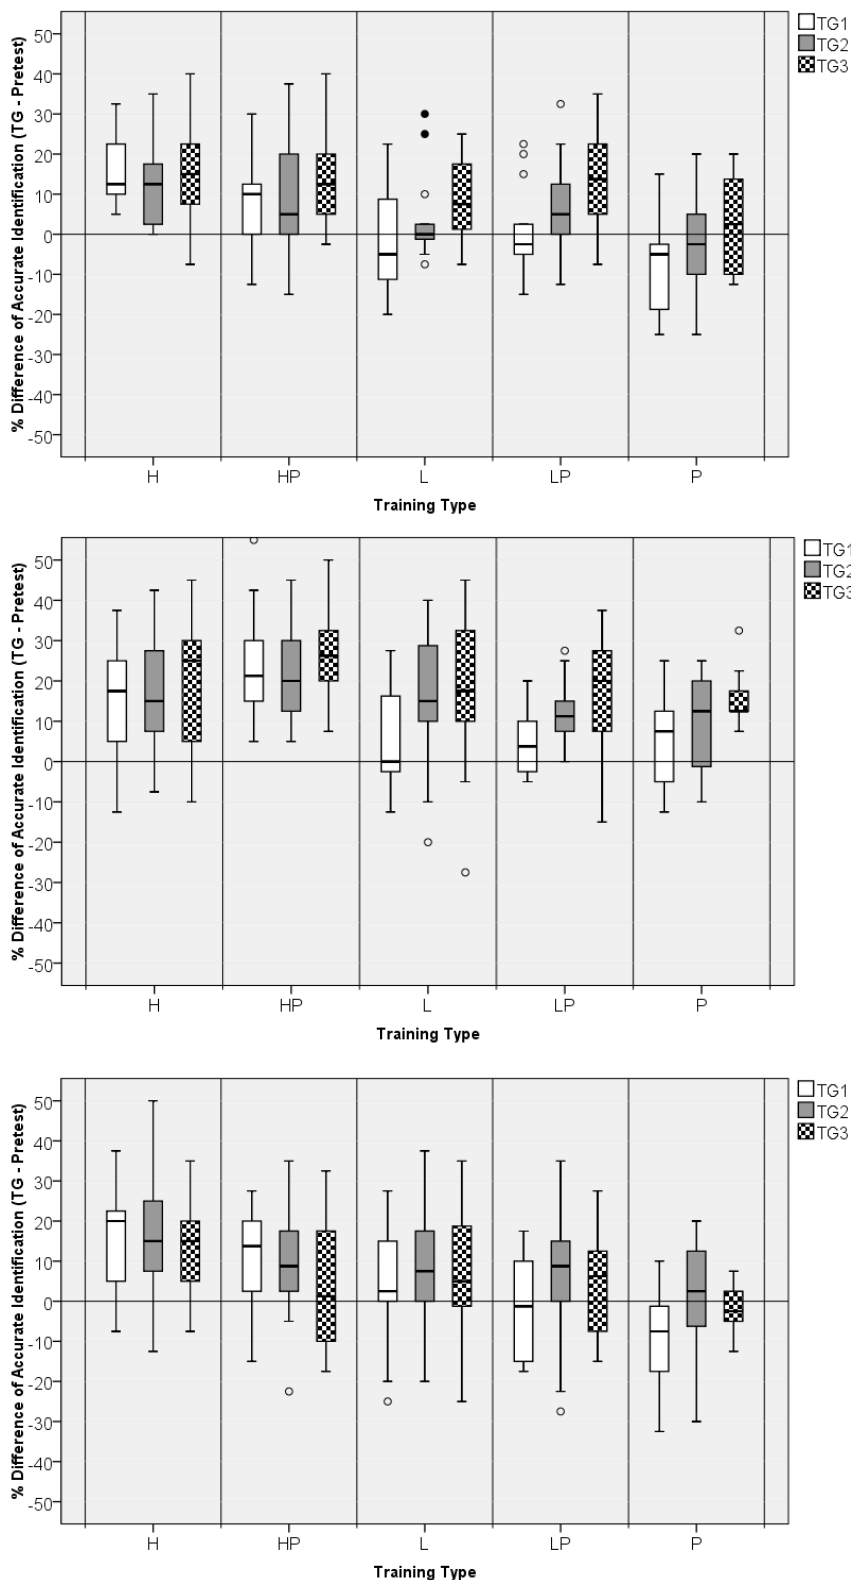 % Difference of Accurate Identification (TG - Pretest)
50
40
30
20
10
0
-10
-20
-30
-40
-50
H HP L LP P
Training Type
TG1
TG2
TG3
% Difference of Accurate Identification (TG - Pretest)
50
40
30
20
10
0
-10
-20
-30
-40
-50
H HP L LP P
Training Type
TG1
TG2
TG3
% Difference of Accurate Identification (TG - Pretest)
50
40
30
20
10
0
-10
-20
-30
-40
-50
H HP L LP P
Training Type
TG1
TG2
TG3